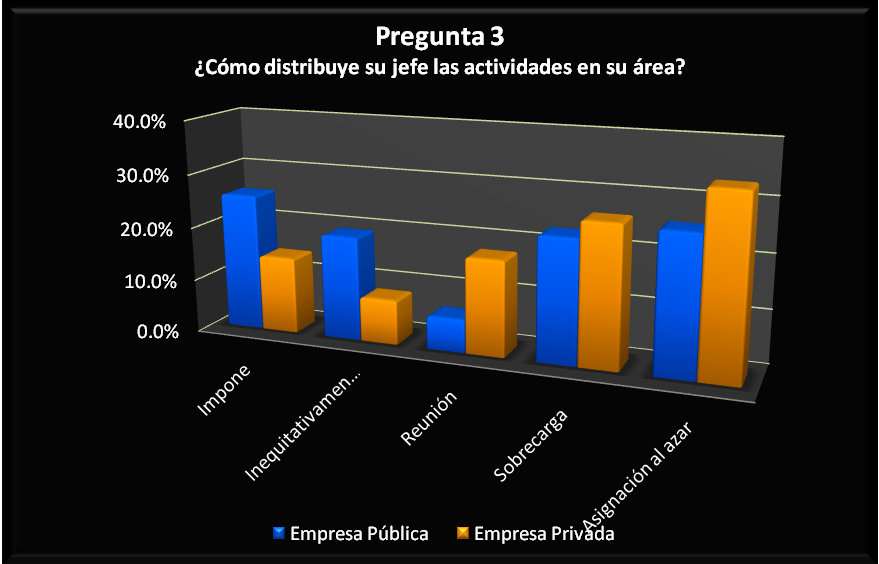 Pregunta 3
¿Cómo distribuye su jefe las actividades en su área?
40.0%
30.0%
20.0%
10.0%
0.0%
Impone
Inequitativamen...
Reunión
Sobrecarga
Asignación al azar
Empresa Pública
Empresa Privada